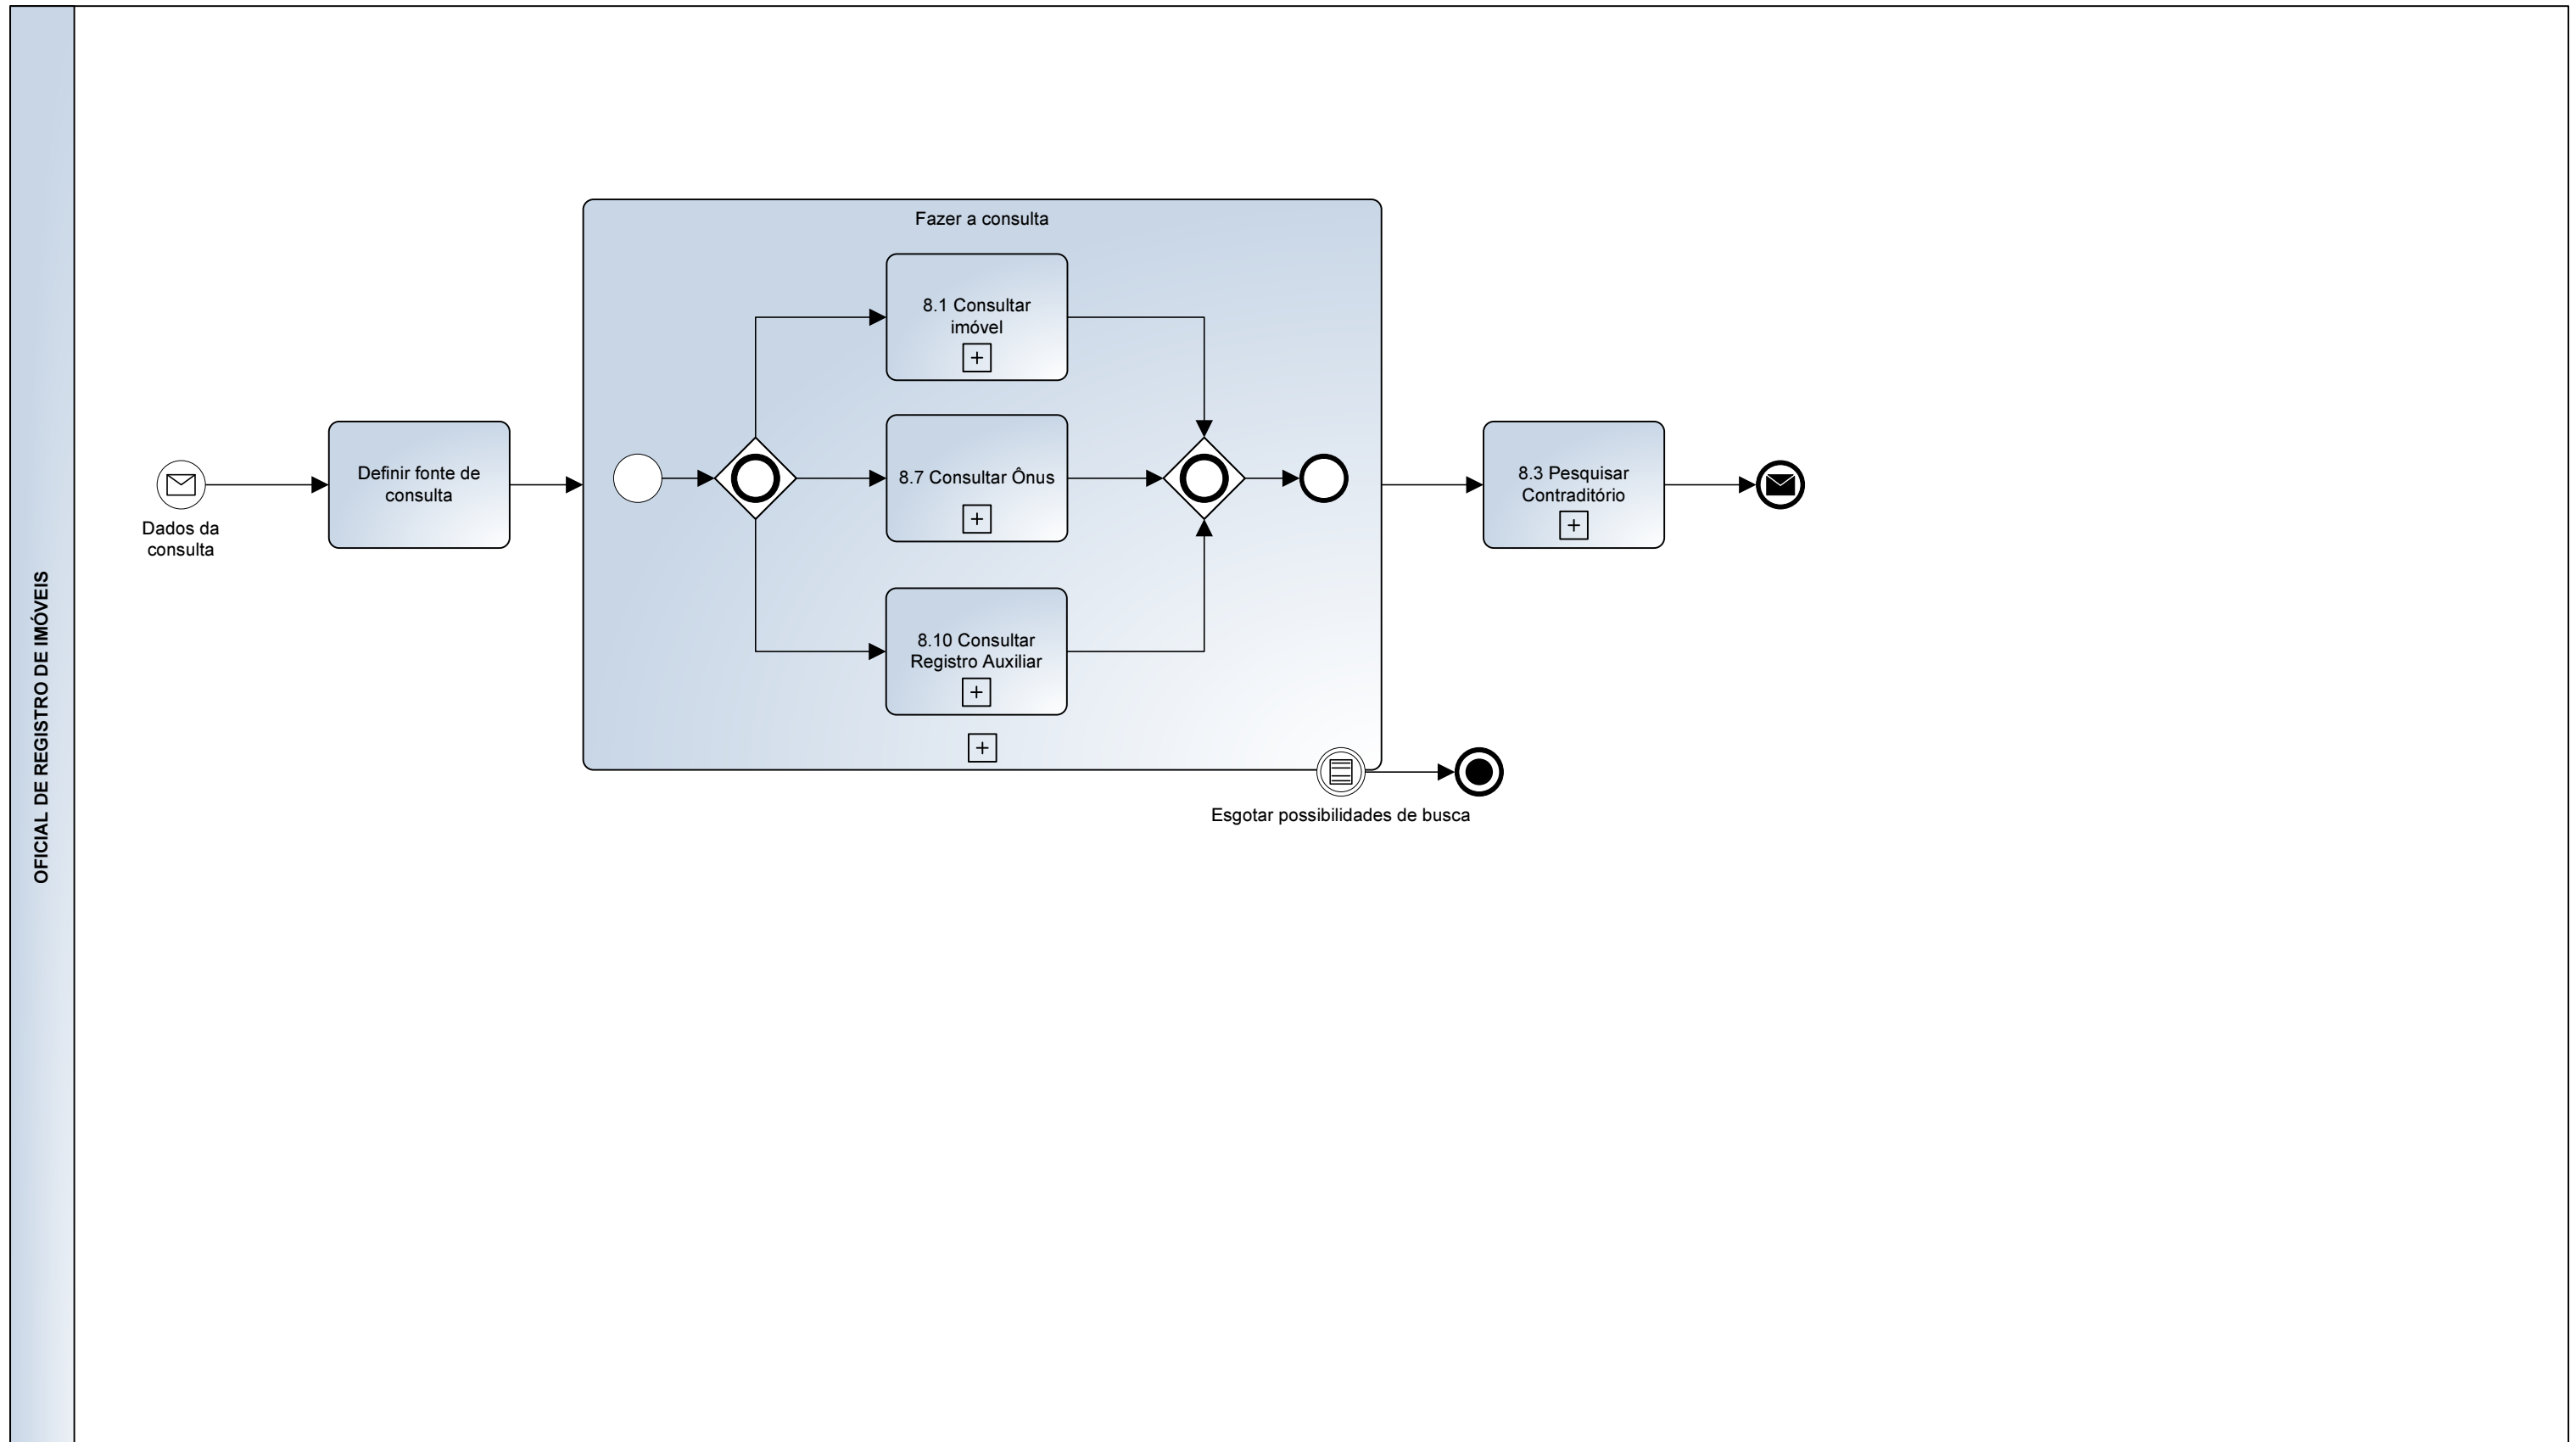 OFICIAL DE REGISTRO DE IMÓVEIS
Dados da
consulta
Definir fonte de
consulta
Fazer a consulta
8.1 Consultar
imóvel
8.7 Consultar Ônus
8.10 Consultar
Registro Auxiliar
Esgotar possibilidades de busca
8.3 Pesquisar
Contraditório